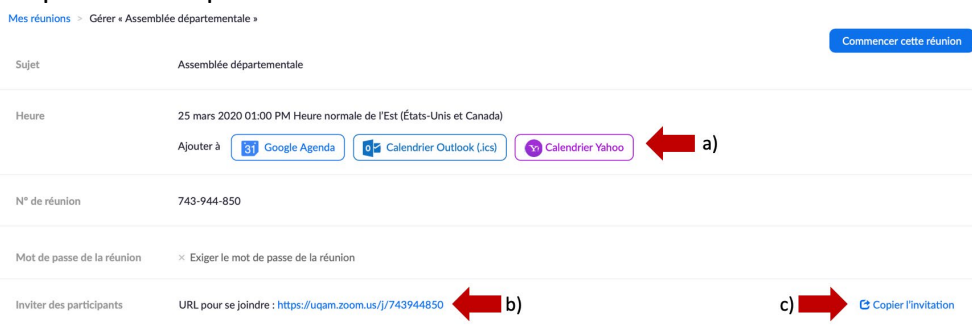 Mes réunions > Gérer « Assemblée départementale »
Commencer cette réunion
Sujet Assemblée départementale
Heure 25 mars 2020 01:00 PM Heure normale de l'Est (États-Unis et Canada)
Ajouter à 31 Google Agenda Calendrier Outlook (.ics) Calendrier Yahoo a)
N° de réunion 743-944-850
Mot de passe de la réunion × Exiger le mot de passe de la réunion
Inviter des participants URL pour se joindre : https://uqam.zoom.us/j/743944850 b) c) Copier l'invitation